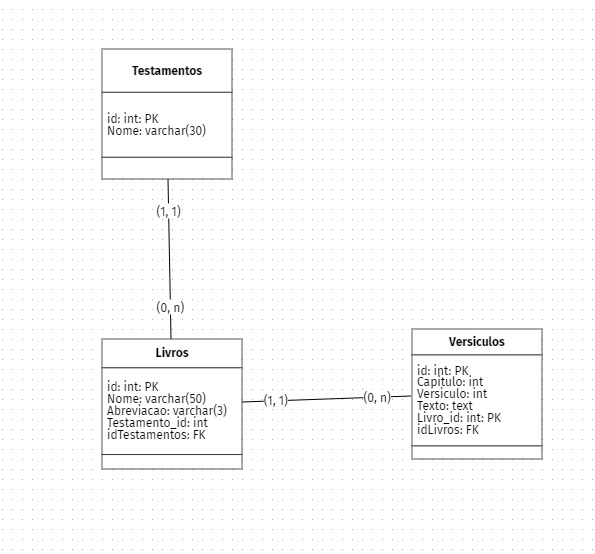 Testamentos
id: int: PK
Nome: varchar(30)
(1, 1)
(0, n)
Livros
id: int: PK
Nome: varchar(50)
Abreviacao: varchar(3)
Testamento_id: int
idTestamentos: FK
(1, 1)
(0, n)
Versiculos
id: int: PK
Capitulo: int
Versiculo: int
Texto: text
Livro_id: int: PK
idLivros: FK